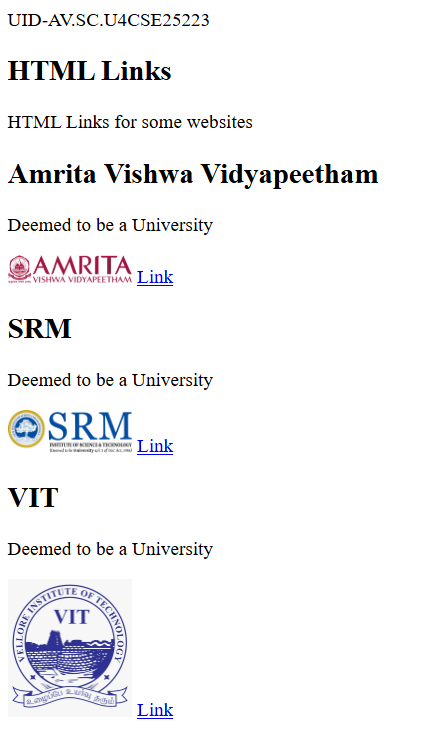 UID-AV.SC.U4CSE25223
HTML Links
HTML Links for some websites
Amrita Vishwa Vidyapeetham
Deemed to be a University
AMRITA
VISHWA VIDYAPEETHAM
Link
SRM
Deemed to be a University
SRM
INSTITUTE OF SCIENCE & TECHNOLOGY
(Deemed to be University u/s 3 of UGC Act, 1956)
Link
VIT
Deemed to be a University
VELLORE INSTITUTE OF TECHNOLOGY
VIT
Link